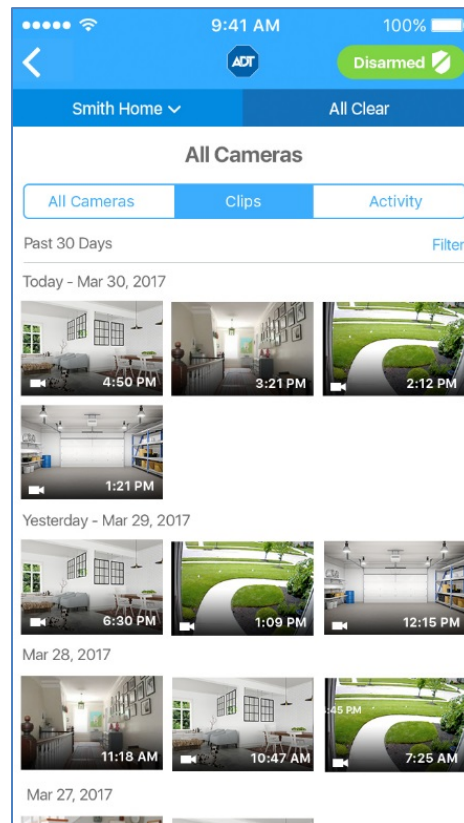 9:41 AM 100%
ADT
Disarmed
Smith Home All Clear
All Cameras
All Cameras Clips Activity
Past 30 Days Filter
Today - Mar 30, 2017
4:50 PM 3:21 PM 2:12 PM
1:21 PM
Yesterday - Mar 29, 2017
6:30 PM 1:09 PM 12:15 PM
Mar 28, 2017
:45 PM
11:18 AM 10:47 AM 7:25 AM
Mar 27, 2017